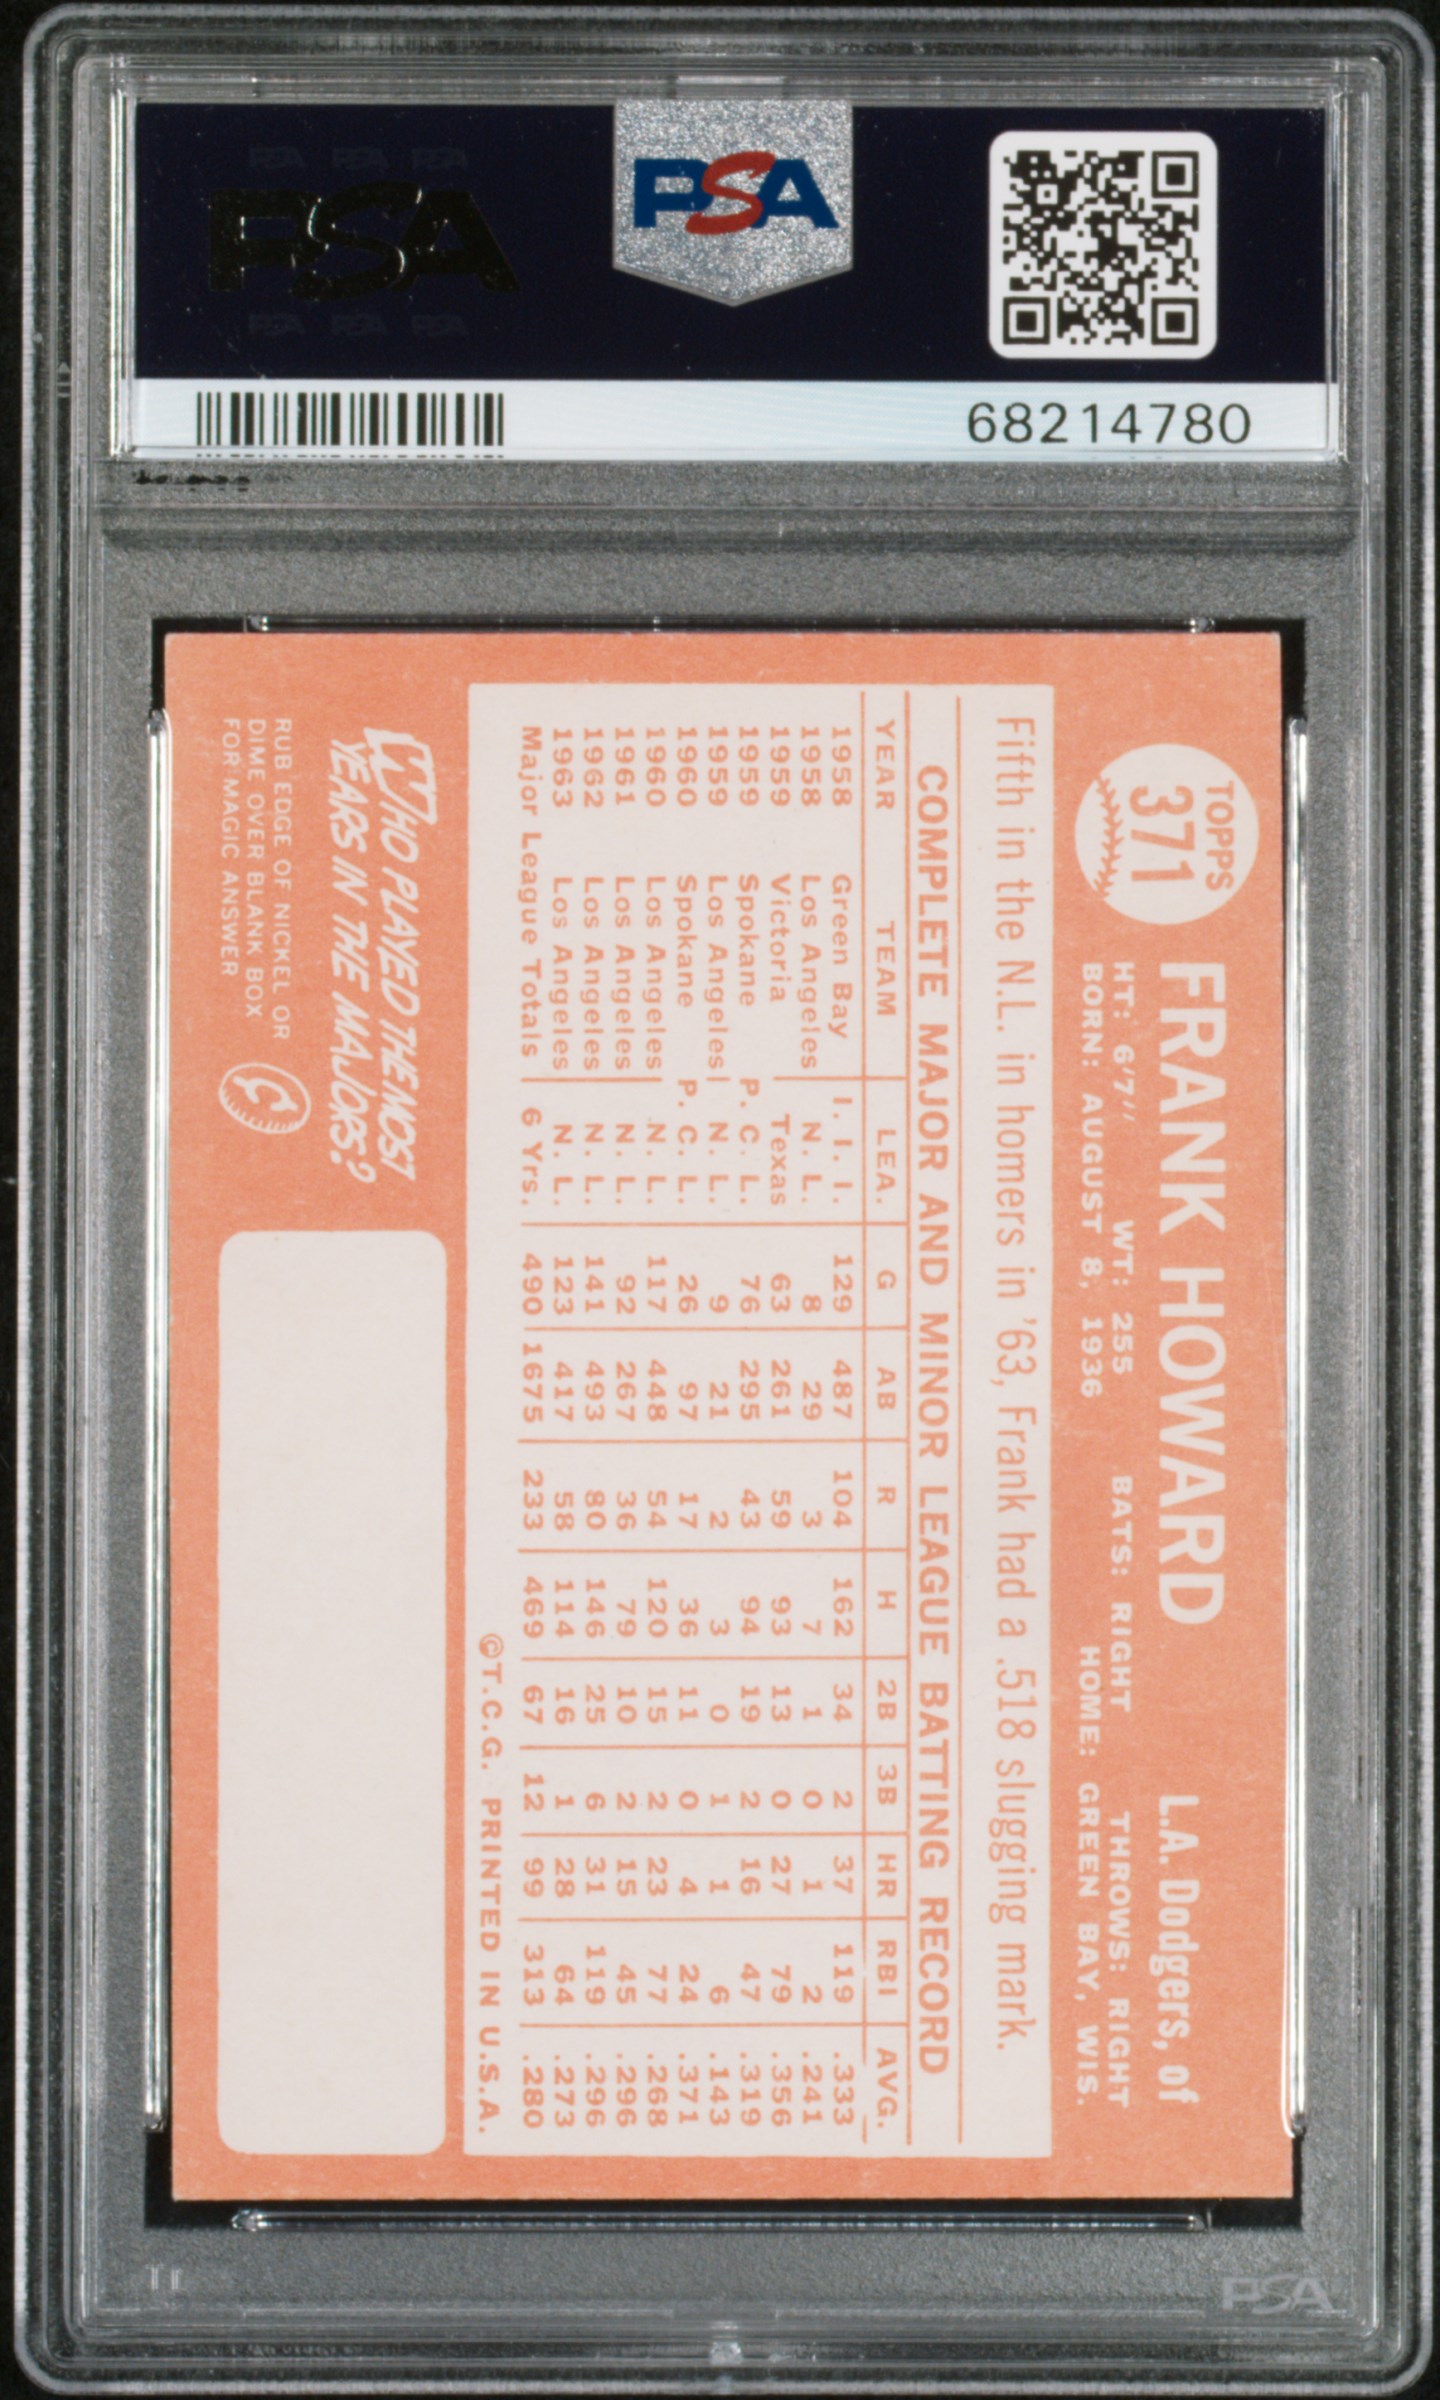 PSA PSA PSA
PSA
PSA PSA PSA
PSA
68214780
TOPPS
371
FRANK HOWARD L.A. Dodgers, of
HT: 6'7" WT: 255 BATS: RIGHT THROWS: RIGHT
BORN: AUGUST 8, 1936 HOME: GREEN BAY, WIS.
Fifth in the N.L. in homers in '63, Frank had a .518 slugging mark.
COMPLETE MAJOR AND MINOR LEAGUE BATTING RECORD
YEAR TEAM LEA. G AB R H 2B 3B HR RBI AVG.
1958 Green Bay I. I. I. 129 487 104 162 34 2 37 119 .333
1958 Los Angeles N. L. 8 29 3 7 1 0 1 2 .241
1959 Victoria Texas 63 261 59 93 13 0 27 79 .356
1959 Spokane P. C. L. 76 295 43 94 19 2 16 47 .319
1959 Los Angeles N. L. 9 21 2 3 0 1 1 6 .143
1960 Spokane P. C. L. 26 97 17 36 11 0 4 24 .371
1960 Los Angeles N. L. 117 448 54 120 15 2 23 77 .268
1961 Los Angeles N. L. 92 267 36 79 10 2 15 45 .296
1962 Los Angeles N. L. 141 493 80 146 25 6 31 119 .296
1963 Los Angeles N. L. 123 417 58 114 16 1 28 64 .273
Major League Totals 6 Yrs. 490 1675 233 469 67 12 99 313 .280
©T.C.G. PRINTED IN U.S.A.
WHO PLAYED THE MOST
YEARS IN THE MAJORS?
RUB EDGE OF NICKEL OR
DIME OVER BLANK BOX
FOR MAGIC ANSWER
PSA